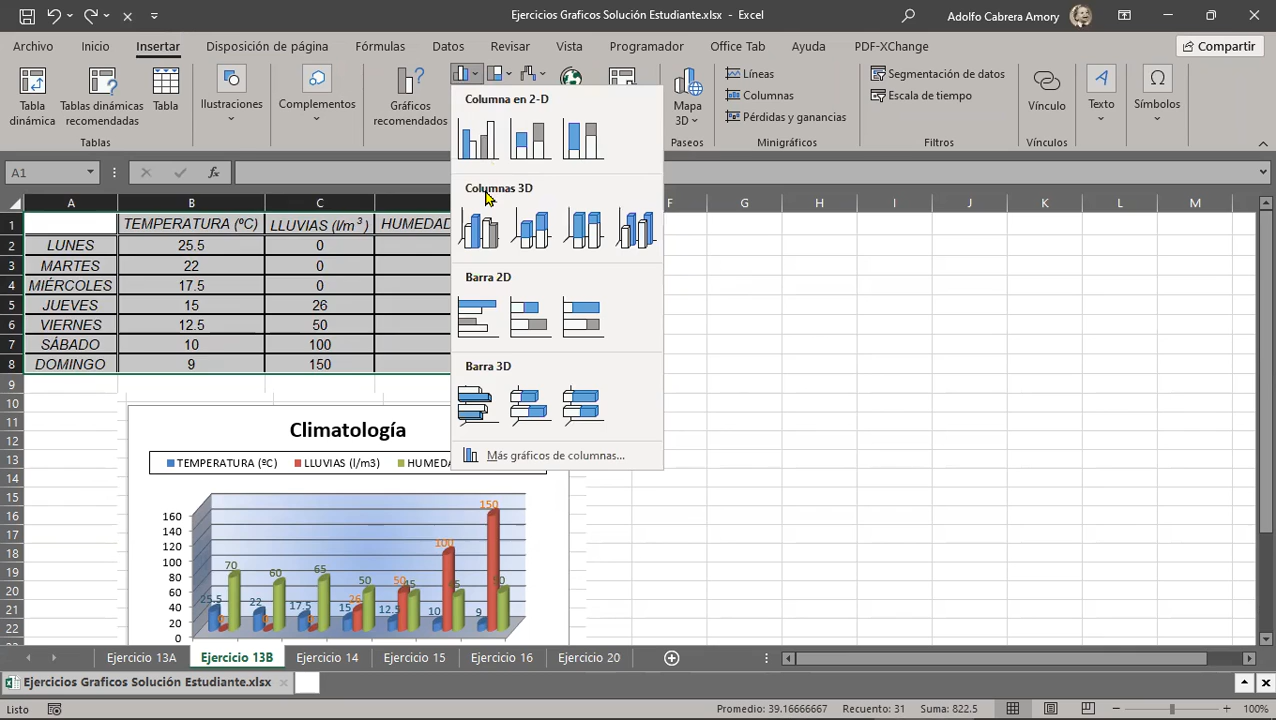 Ejercicios Graficos Solución Estudiante.xlsx - Excel
Adolfo Cabrera Amory
Archivo Inicio Insertar Disposición de página Fórmulas Datos Revisar Vista Programador Office Tab Ayuda PDF-XChange Compartir
Tabla dinámica
Tablas dinámicas recomendadas
Tabla
Tablas
Ilustraciones
Complementos
Gráficos recomendados
Mapa 3D
Paseos
Líneas
Columnas
Pérdidas y ganancias
Minigráficos
Segmentación de datos
Escala de tiempo
Filtros
Vínculo
Vínculos
Texto
Símbolos
Columna en 2-D
Columnas 3D
Barra 2D
Barra 3D
Más gráficos de columnas...
A1
fx
A B C F G H I J K L M
1 TEMPERATURA (ºC) LLUVIAS (l/m³ HUMEDAD
2 LUNES 25.5 0
3 MARTES 22 0
4 MIÉRCOLES 17.5 0
5 JUEVES 15 26
6 VIERNES 12.5 50
7 SÁBADO 10 100
8 DOMINGO 9 150
9
10
11
12
13
14
15
16
17
18
19
20
21
22
Climatología
TEMPERATURA (ºC) LLUVIAS (l/m3) HUMEDA
160
140
120
100
80
60
40
20
0
25.5 0 70
22 0 60
17.5 0 65
15 26 50
12.5 50 45
10 100 45
9 150 50
Ejercicio 13A Ejercicio 13B Ejercicio 14 Ejercicio 15 Ejercicio 16 Ejercicio 20
Ejercicios Graficos Solución Estudiante.xlsx
Listo
Promedio: 39.16666667 Recuento: 31 Suma: 822.5 100%